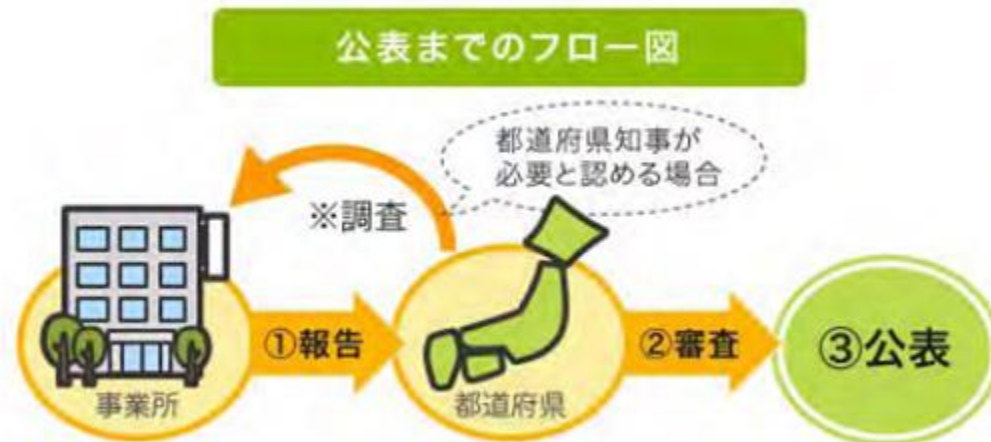 公表までのフロー図
都道府県知事が
必要と認める場合
※調査
①報告
②審査
③公表
事業所
都道府県